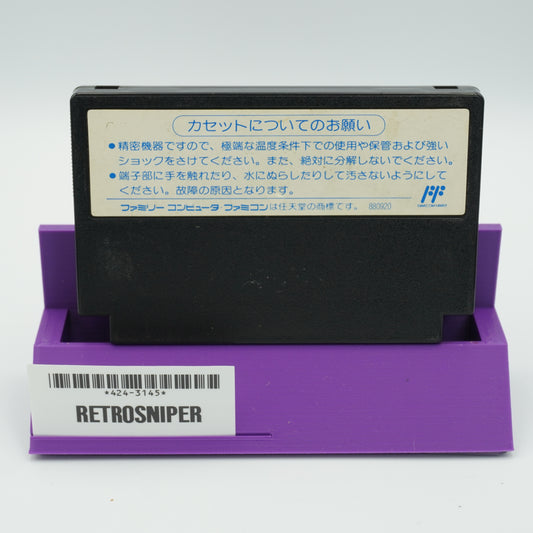 カセットについてのお願い
● 精密機器ですので、極端な温度条件下での使用や保管および強い
ショックをさけてください。また、絶対に分解しないでください。
● 端子部に手を触れたり、水にぬらしたりして汚さないようにして
ください。故障の原因となります。
ファミリー コンピュータ・ファミコンは任天堂の商標です。 880920
*424-3145*
RETROSNIPER